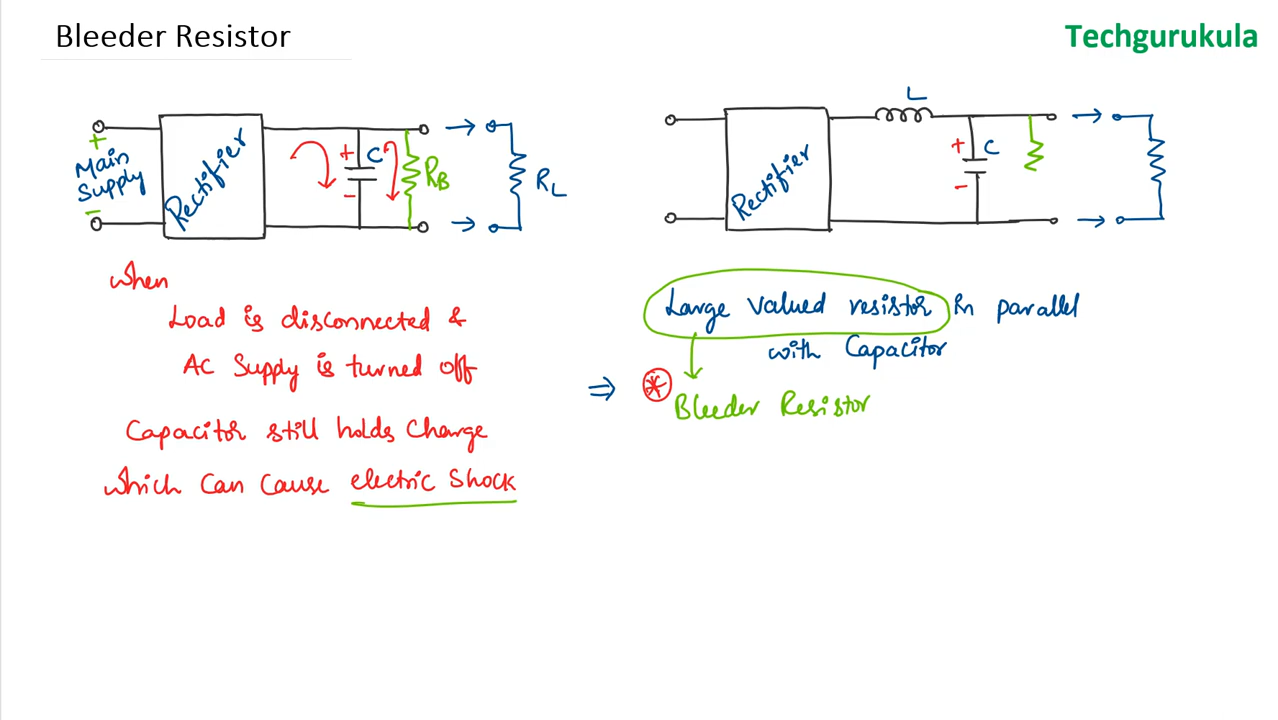 Bleeder Resistor
Techgurukula
+
Main
Supply
−
Rectifier
+
C
−
RB
RL
L
Rectifier
+
C
−
When
Load is disconnected &
AC Supply is turned off
Capacitor still holds charge
which can cause electric shock
Large valued resistor in parallel
with Capacitor
⇒ * Bleeder Resistor